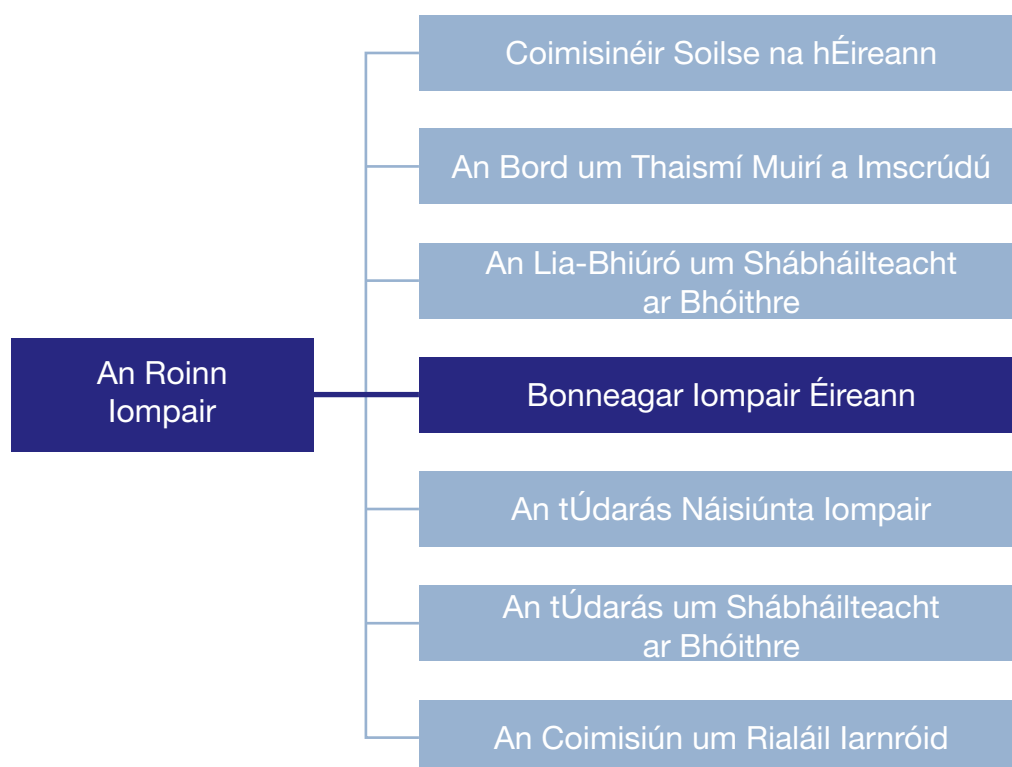 Coimisinéir Soilse na hÉireann
An Bord um Thaismí Muirí a Imscrúdú
An Lia-Bhiúró um Shábháilteacht
ar Bhóithre
An Roinn
Iompair
Bonneagar Iompair Éireann
An tÚdarás Náisiúnta Iompair
An tÚdarás um Shábháilteacht
ar Bhóithre
An Coimisiún um Rialáil Iarnróid